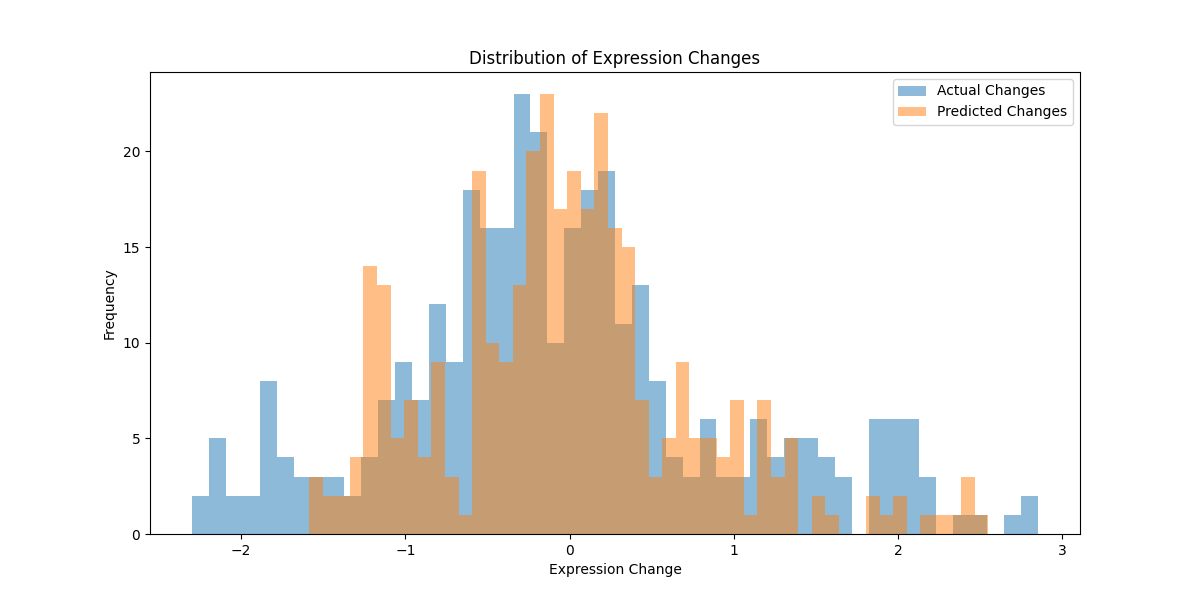 Distribution of Expression Changes
Actual Changes
Predicted Changes
Frequency
20
15
10
5
0
−2
−1
0
1
2
3
Expression Change